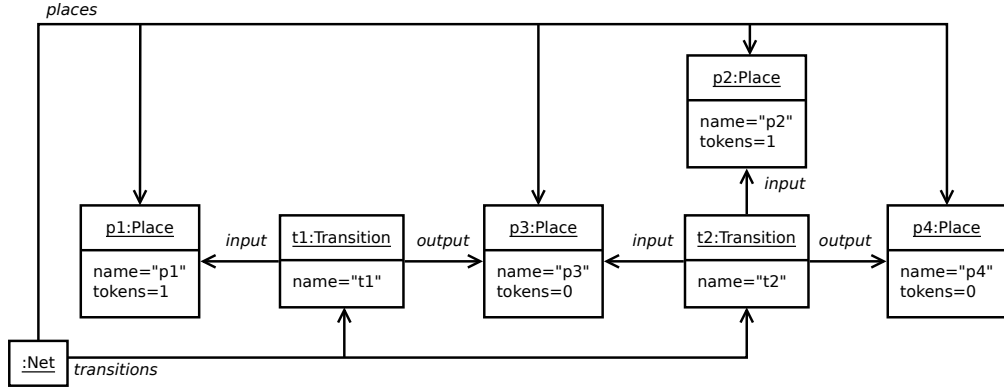 places
p2:Place
name="p2"
tokens=1
input
p1:Place
name="p1"
tokens=1
input
t1:Transition
name="t1"
output
p3:Place
name="p3"
tokens=0
input
t2:Transition
name="t2"
output
p4:Place
name="p4"
tokens=0
:Net
transitions